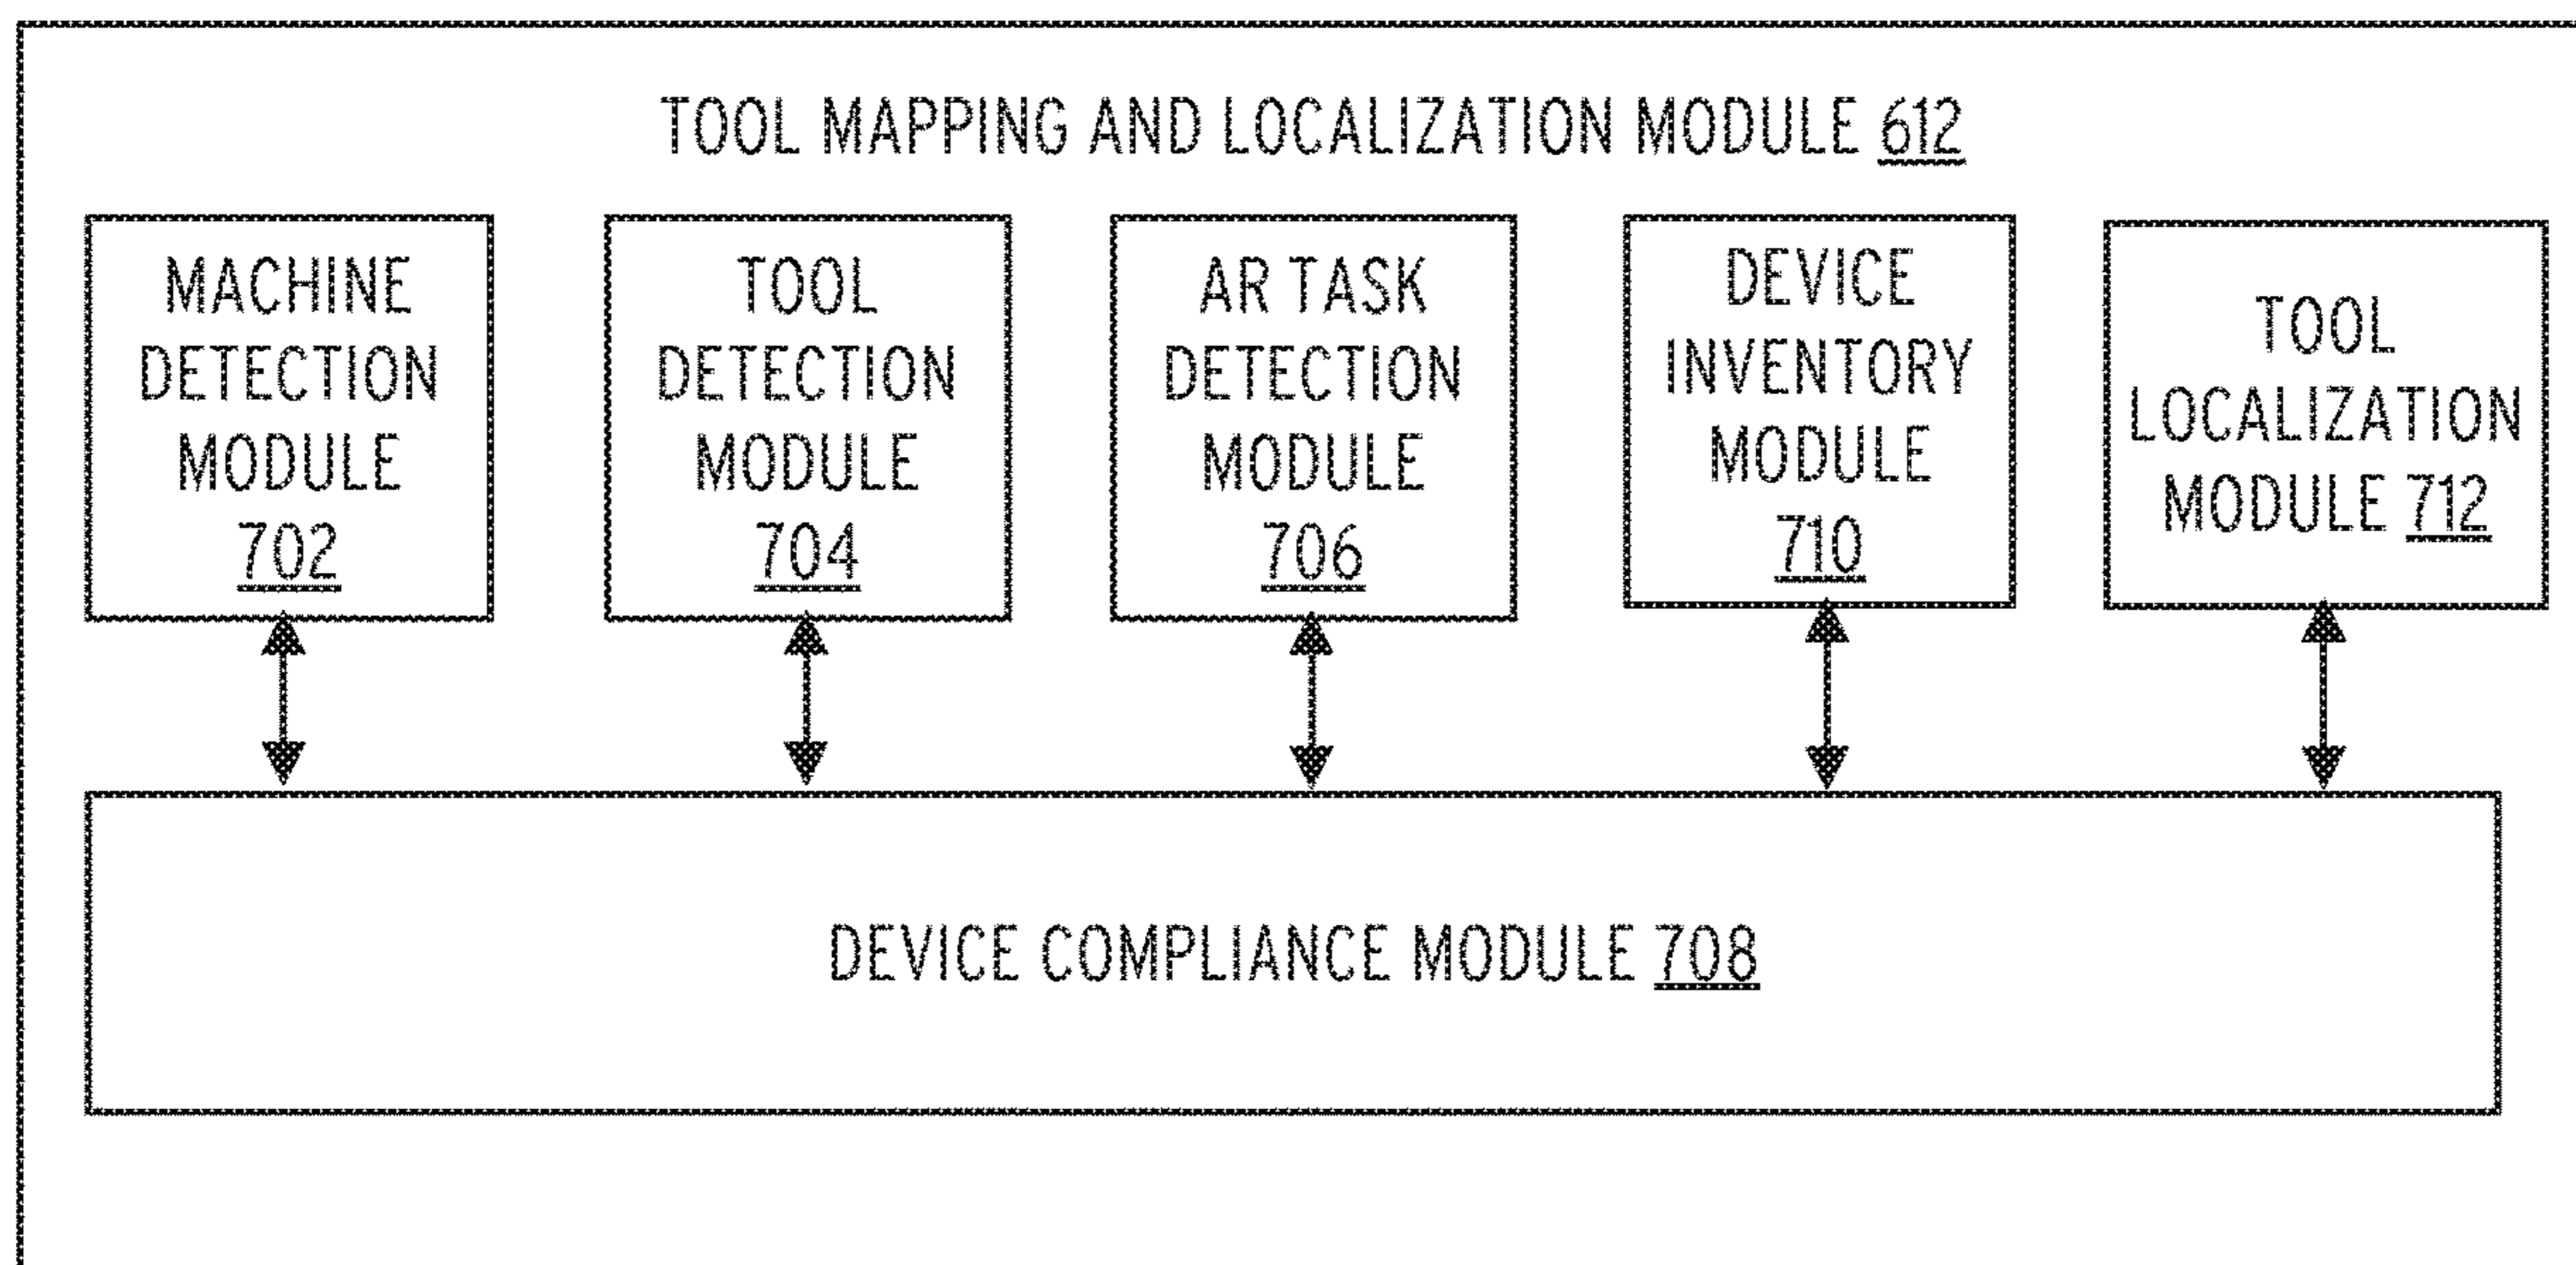 TOOL MAPPING AND LOCALIZATION MODULE 612
MACHINE
DETECTION
MODULE
702
TOOL
DETECTION
MODULE
704
AR TASK
DETECTION
MODULE
706
DEVICE
INVENTORY
MODULE
710
TOOL
LOCALIZATION
MODULE 712
DEVICE COMPLIANCE MODULE 708